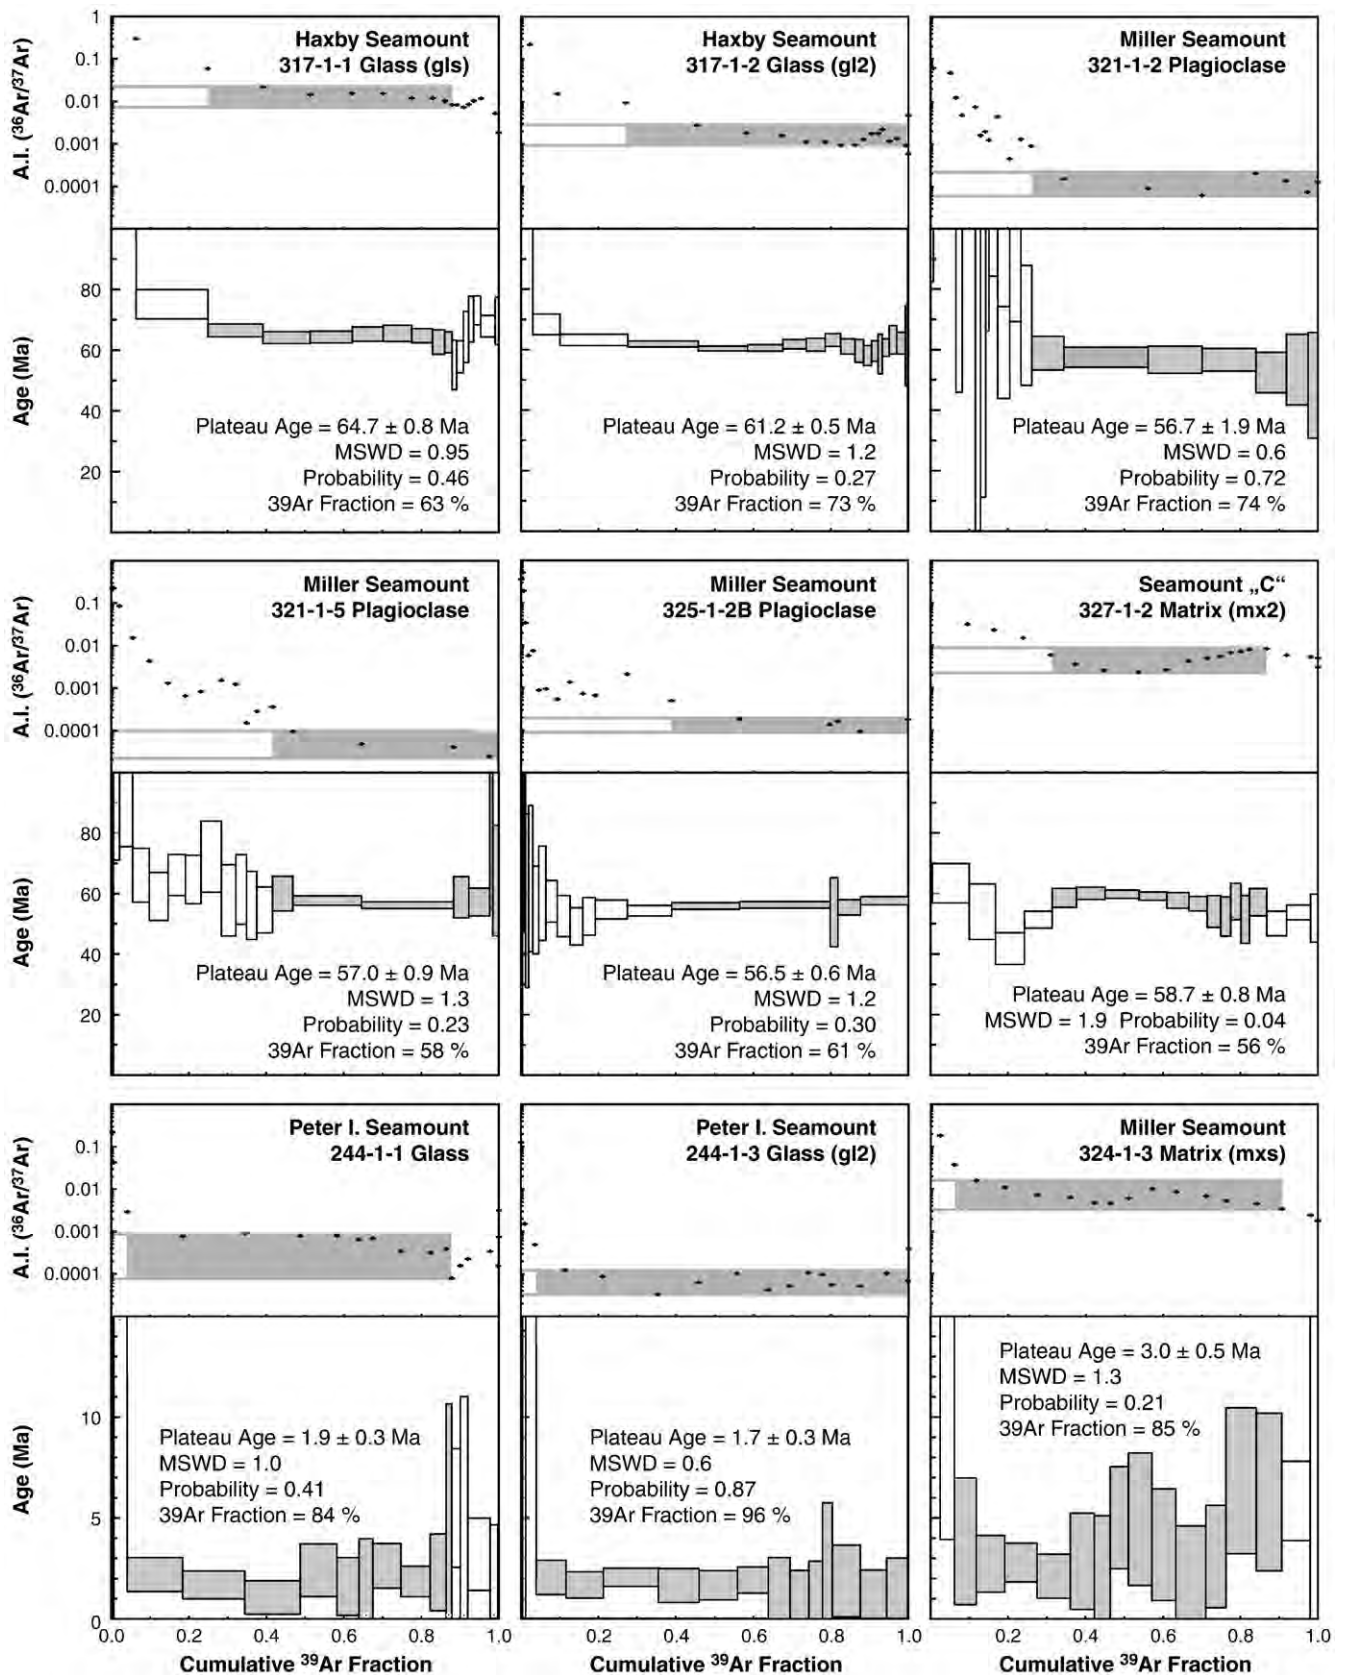 Haxby Seamount
317-1-1 Glass (gls)
A.I. (³⁶Ar/³⁷Ar)
1
0.1
0.01
0.001
0.0001
Age (Ma)
80
60
40
20
Plateau Age = 64.7 ± 0.8 Ma
MSWD = 0.95
Probability = 0.46
39Ar Fraction = 63 %
Haxby Seamount
317-1-2 Glass (gl2)
Plateau Age = 61.2 ± 0.5 Ma
MSWD = 1.2
Probability = 0.27
39Ar Fraction = 73 %
Miller Seamount
321-1-2 Plagioclase
Plateau Age = 56.7 ± 1.9 Ma
MSWD = 0.6
Probability = 0.72
39Ar Fraction = 74 %
Miller Seamount
321-1-5 Plagioclase
A.I. (³⁶Ar/³⁷Ar)
0.1
0.01
0.001
0.0001
Age (Ma)
80
60
40
20
Plateau Age = 57.0 ± 0.9 Ma
MSWD = 1.3
Probability = 0.23
39Ar Fraction = 58 %
Miller Seamount
325-1-2B Plagioclase
Plateau Age = 56.5 ± 0.6 Ma
MSWD = 1.2
Probability = 0.30
39Ar Fraction = 61 %
Seamount „C“
327-1-2 Matrix (mx2)
Plateau Age = 58.7 ± 0.8 Ma
MSWD = 1.9 Probability = 0.04
39Ar Fraction = 56 %
Peter I. Seamount
244-1-1 Glass
A.I. (³⁶Ar/³⁷Ar)
0.1
0.01
0.001
0.0001
Age (Ma)
10
5
0
Plateau Age = 1.9 ± 0.3 Ma
MSWD = 1.0
Probability = 0.41
39Ar Fraction = 84 %
0.0 0.2 0.4 0.6 0.8 1.0
Cumulative ³⁹Ar Fraction
Peter I. Seamount
244-1-3 Glass (gl2)
Plateau Age = 1.7 ± 0.3 Ma
MSWD = 0.6
Probability = 0.87
39Ar Fraction = 96 %
0.2 0.4 0.6 0.8 1.0
Cumulative ³⁹Ar Fraction
Miller Seamount
324-1-3 Matrix (mxs)
Plateau Age = 3.0 ± 0.5 Ma
MSWD = 1.3
Probability = 0.21
39Ar Fraction = 85 %
0.2 0.4 0.6 0.8 1.0
Cumulative ³⁹Ar Fraction